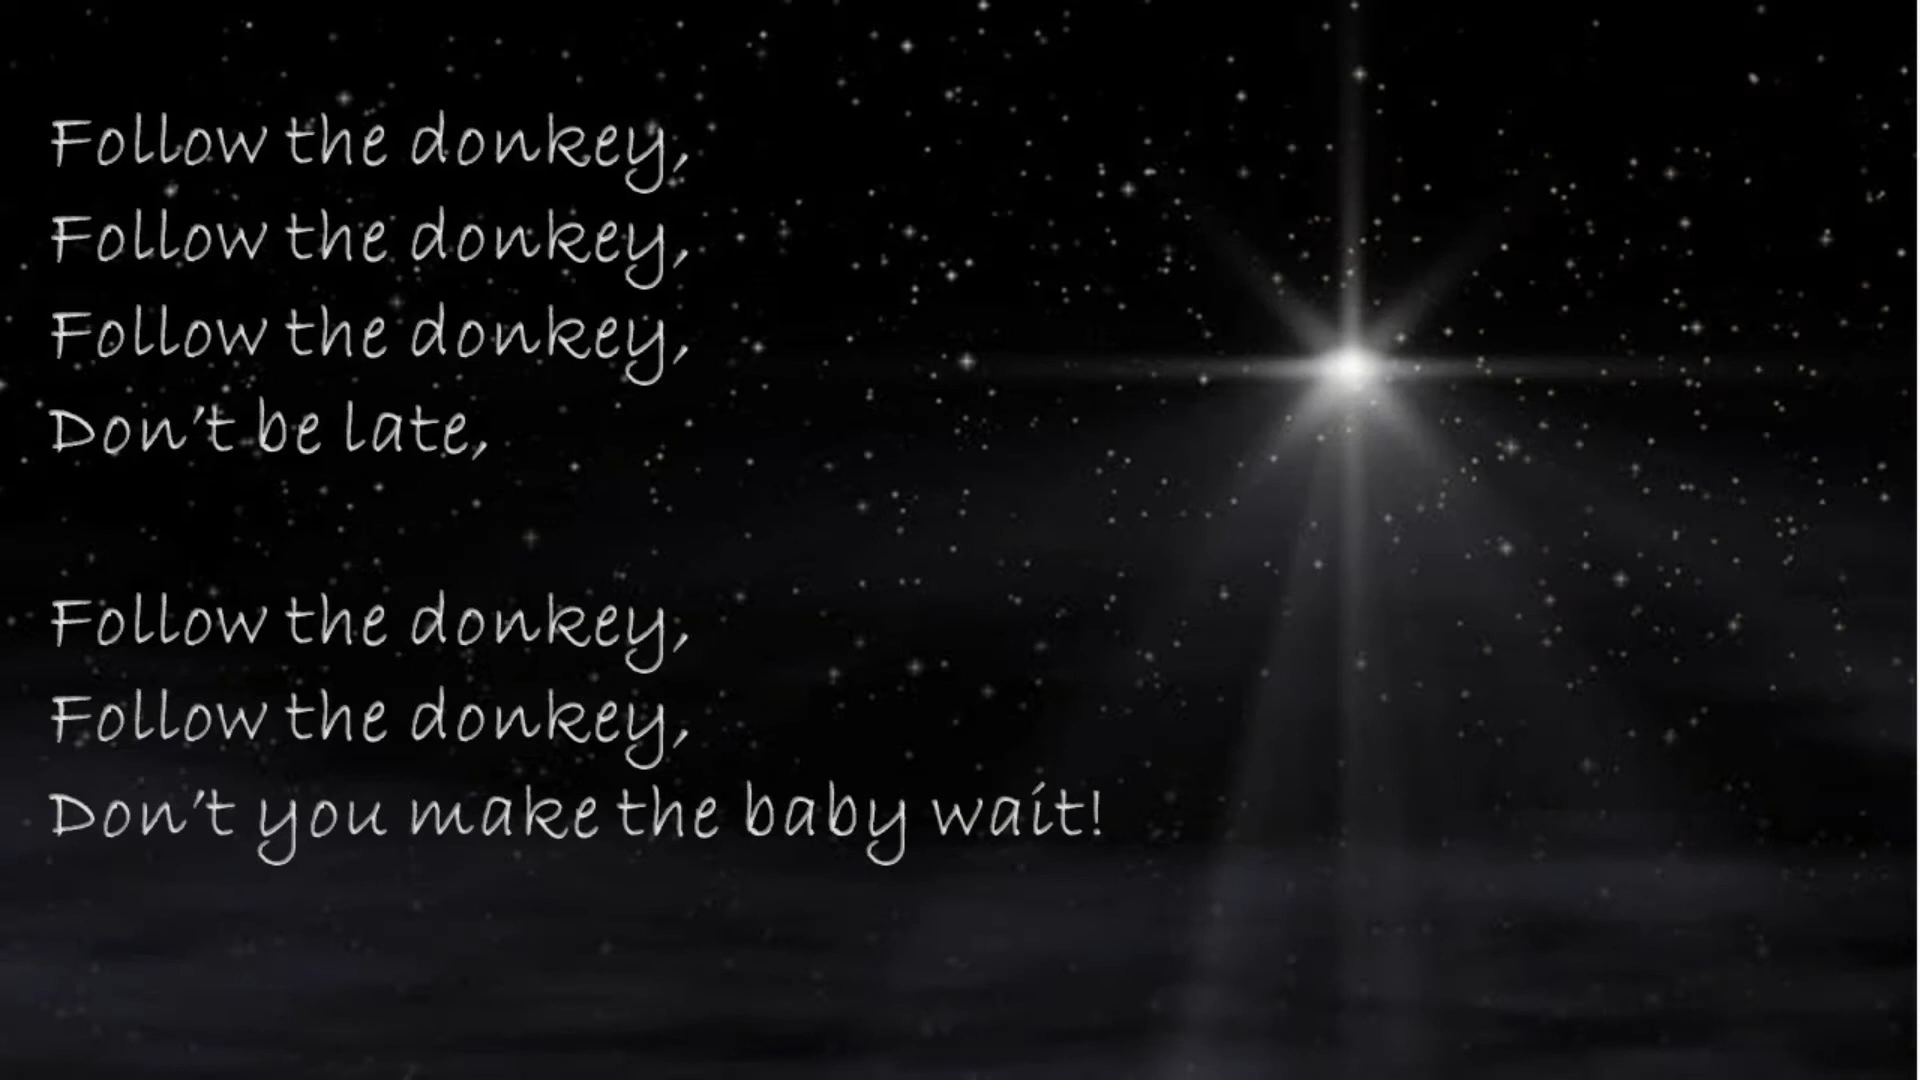 Follow the donkey,
Follow the donkey,
Follow the donkey,
Don't be late,
Follow the donkey,
Follow the donkey,
Don't you make the baby wait!